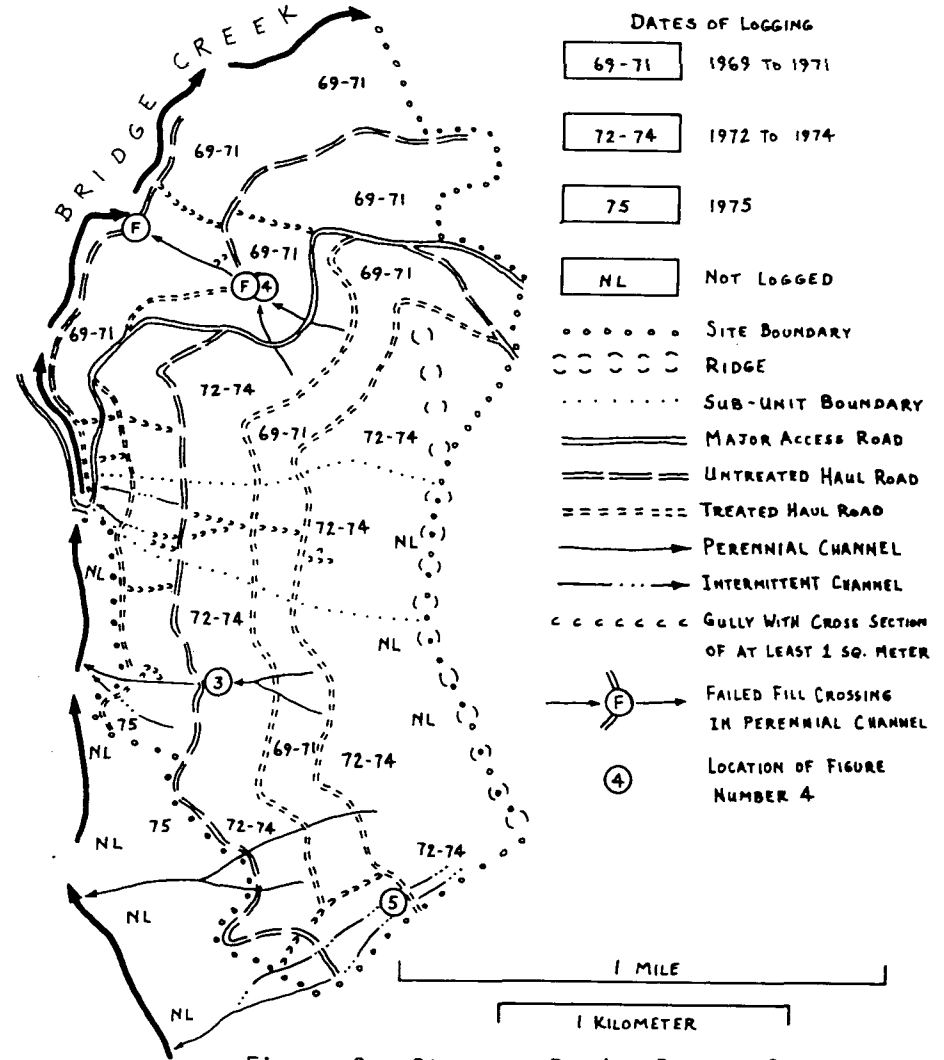 BRIDGE CREEK
69-71
69-71
69-71
F
69-71
69-71
F 4
69-71
72-74
69-71
72-74
72-74
NL
NL
72-74
NL
3
NL
75
69-71
NL
72-74
75
72-74
NL
72-74
5
NL
NL
DATES OF LOGGING
69-71 1969 TO 1971
72-74 1972 TO 1974
75 1975
NL NOT LOGGED
SITE BOUNDARY
RIDGE
SUB-UNIT BOUNDARY
MAJOR ACCESS ROAD
UNTREATED HAUL ROAD
TREATED HAUL ROAD
PERENNIAL CHANNEL
INTERMITTENT CHANNEL
GULLY WITH CROSS SECTION
OF AT LEAST 1 SQ. METER
F FAILED FILL CROSSING
IN PERENNIAL CHANNEL
4 LOCATION OF FIGURE
NUMBER 4
1 MILE
1 KILOMETER